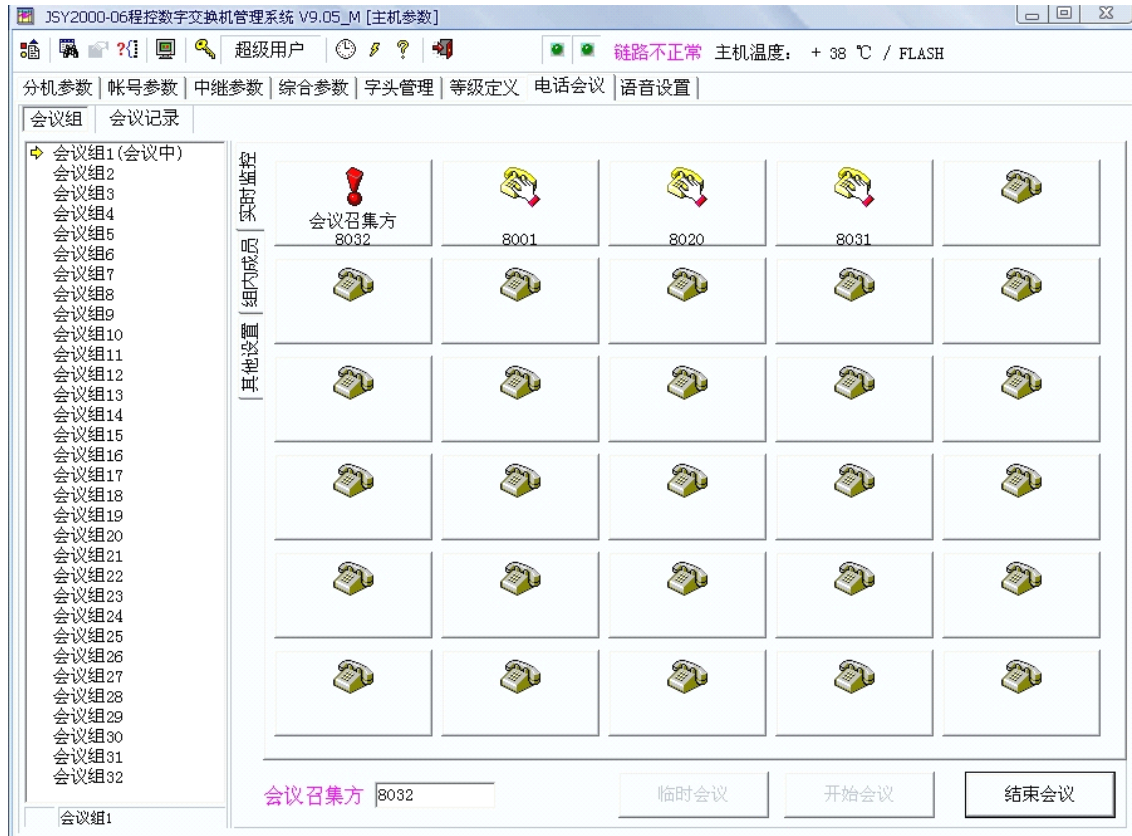 JSY2000-06程控数字交换机管理系统 V9.05_M [主机参数]
超级用户 链路不正常 主机温度: + 38 ℃ / FLASH
分机参数 帐号参数 中继参数 综合参数 字头管理 等级定义 电话会议 语音设置
会议组 会议记录
会议组1(会议中)
会议组2
会议组3
会议组4
会议组5
会议组6
会议组7
会议组8
会议组9
会议组10
会议组11
会议组12
会议组13
会议组14
会议组15
会议组16
会议组17
会议组18
会议组19
会议组20
会议组21
会议组22
会议组23
会议组24
会议组25
会议组26
会议组27
会议组28
会议组29
会议组30
会议组31
会议组32
会议组1
实时监控
组内成员
其他设置
会议召集方
8032 8001 8020 8031
会议召集方 8032 临时会议 开始会议 结束会议